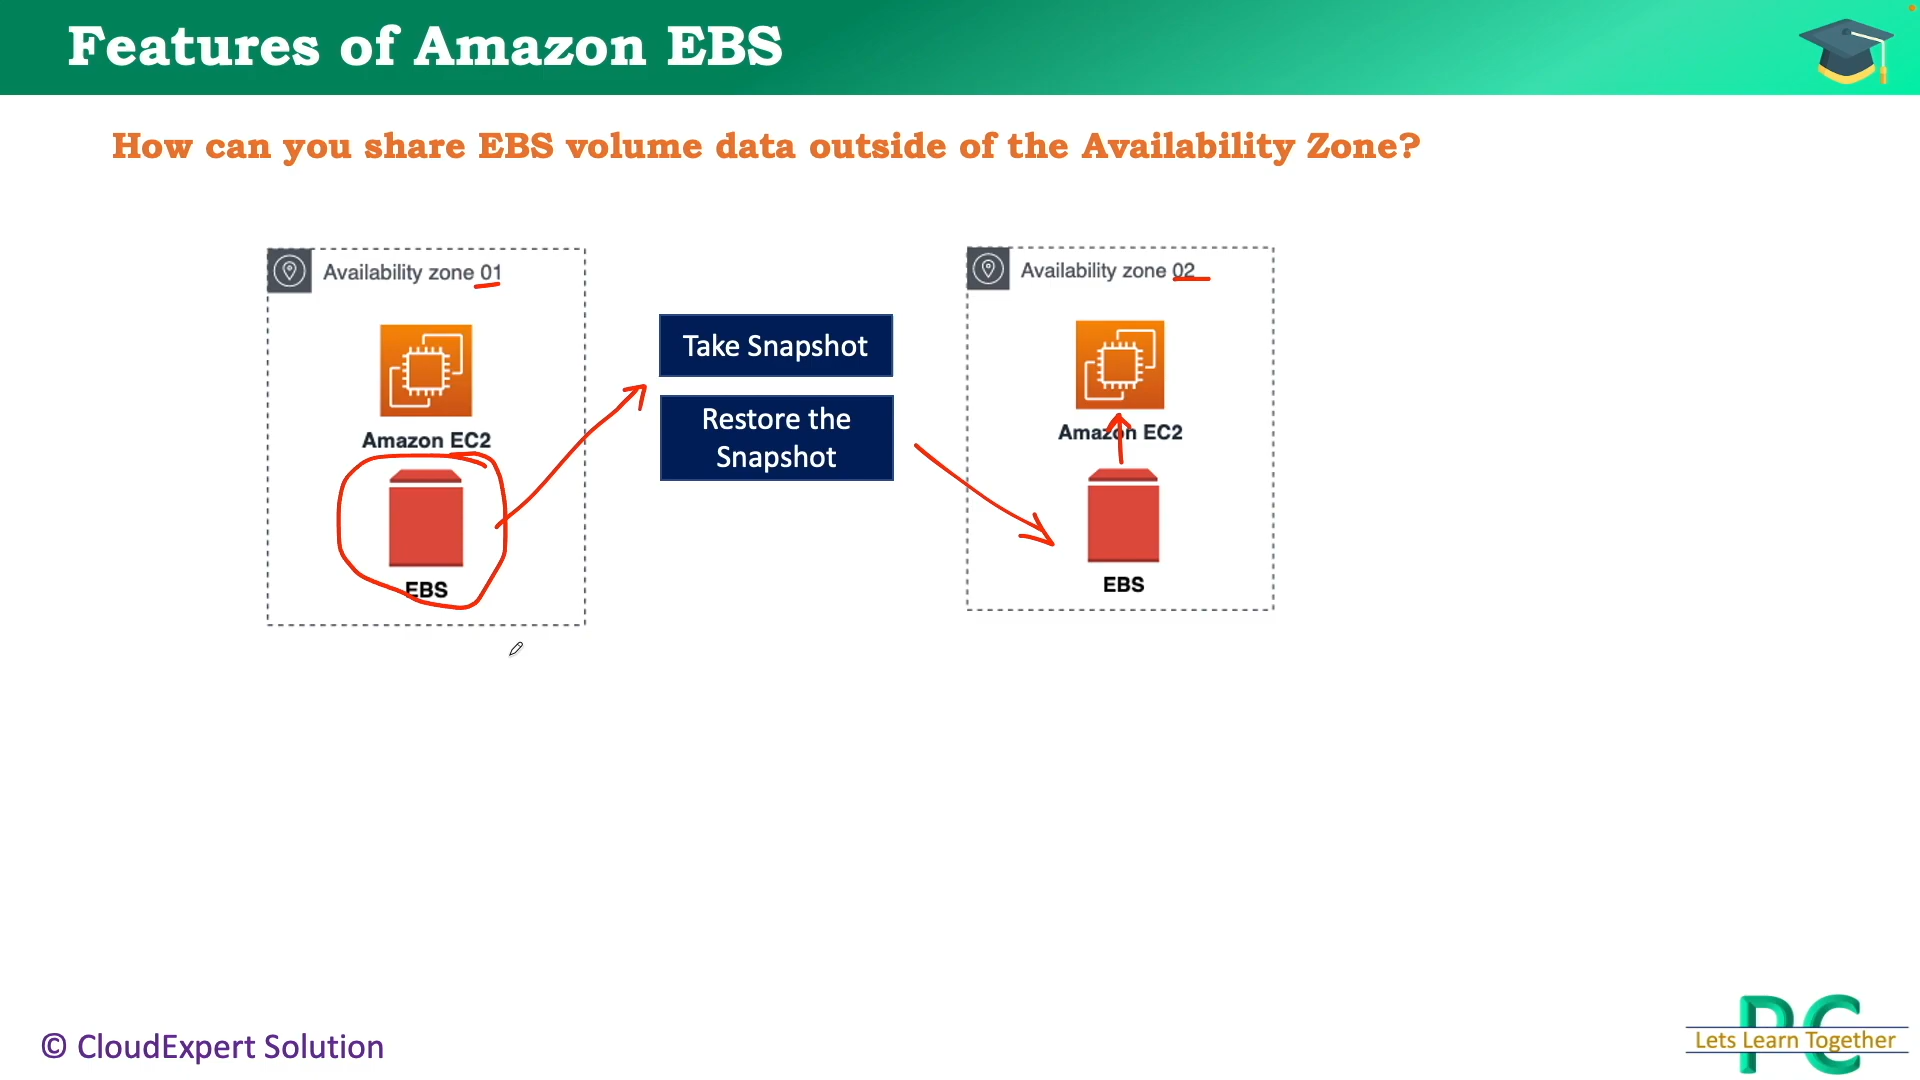 Features of Amazon EBS
How can you share EBS volume data outside of the Availability Zone?
Availability zone 01
Amazon EC2
EBS
Take Snapshot
Restore the
Snapshot
Availability zone 02
Amazon EC2
EBS
© CloudExpert Solution
PC
Lets Learn Together